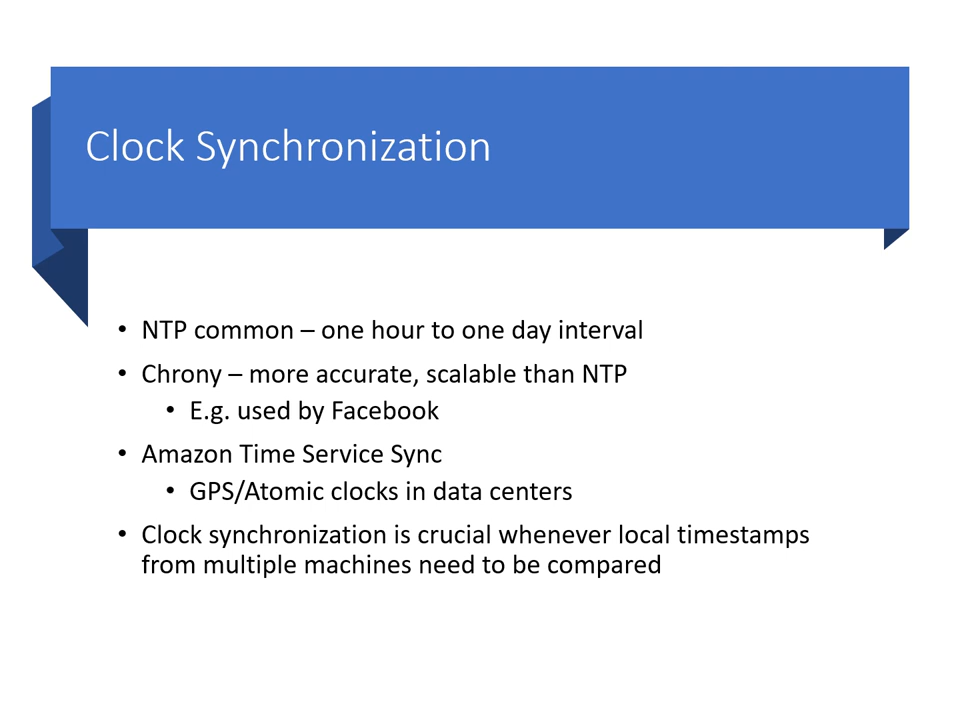 Clock Synchronization
• NTP common – one hour to one day interval
• Chrony – more accurate, scalable than NTP
• E.g. used by Facebook
• Amazon Time Service Sync
• GPS/Atomic clocks in data centers
• Clock synchronization is crucial whenever local timestamps
from multiple machines need to be compared